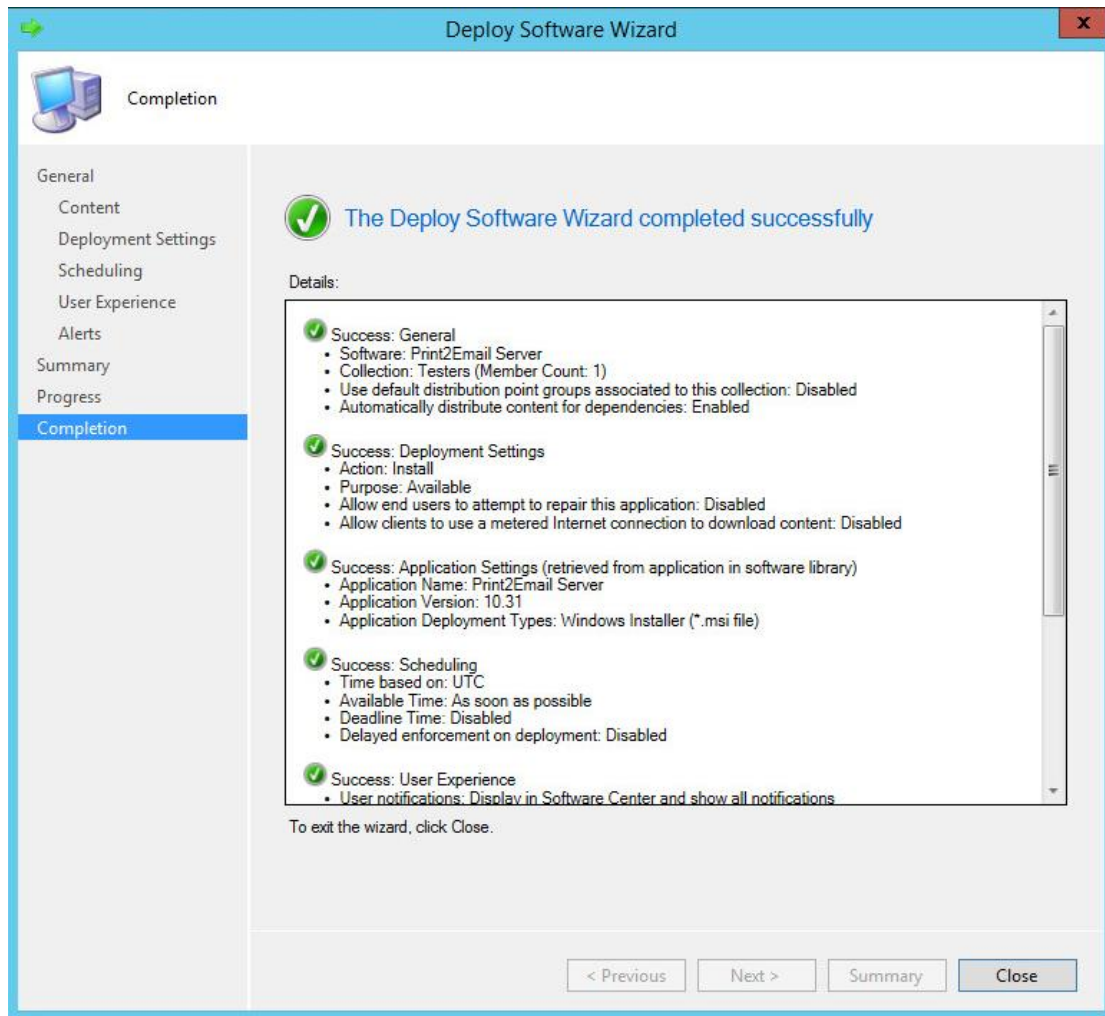 Deploy Software Wizard
x
Completion
General
Content
Deployment Settings
Scheduling
User Experience
Alerts
Summary
Progress
Completion
The Deploy Software Wizard completed successfully
Details:
Success: General
• Software: Print2Email Server
• Collection: Testers (Member Count: 1)
• Use default distribution point groups associated to this collection: Disabled
• Automatically distribute content for dependencies: Enabled
Success: Deployment Settings
• Action: Install
• Purpose: Available
• Allow end users to attempt to repair this application: Disabled
• Allow clients to use a metered Internet connection to download content: Disabled
Success: Application Settings (retrieved from application in software library)
• Application Name: Print2Email Server
• Application Version: 10.31
• Application Deployment Types: Windows Installer (*.msi file)
Success: Scheduling
• Time based on: UTC
• Available Time: As soon as possible
• Deadline Time: Disabled
• Delayed enforcement on deployment: Disabled
Success: User Experience
• User notifications: Display in Software Center and show all notifications
To exit the wizard, click Close.
< Previous
Next >
Summary
Close